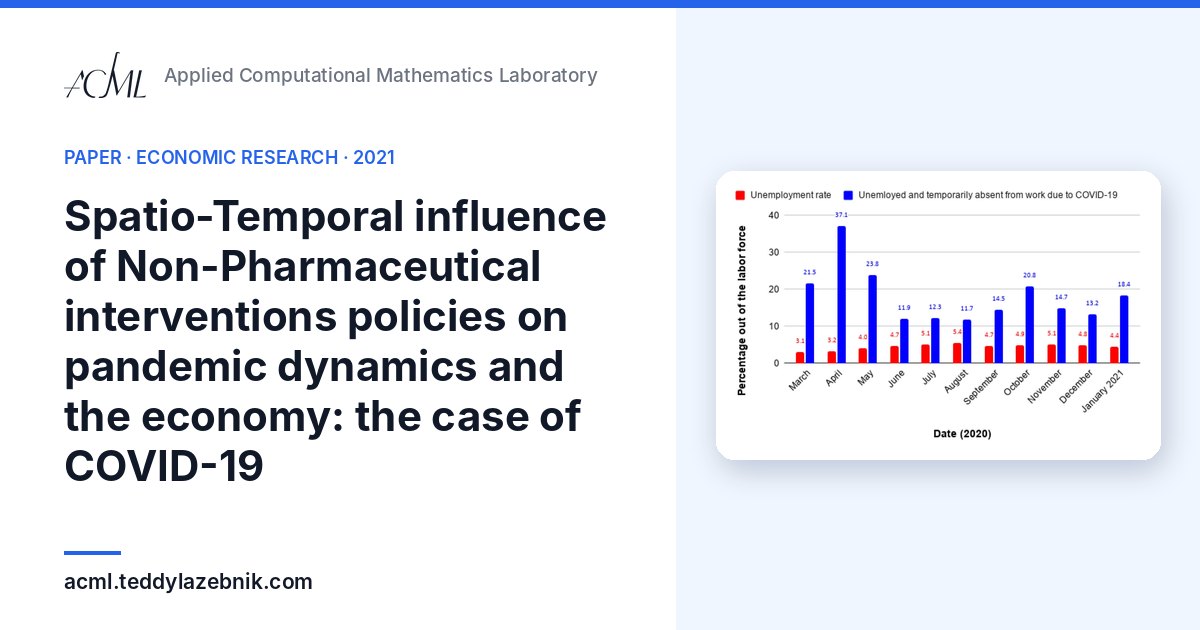 ACML
Applied Computational Mathematics Laboratory
PAPER · ECONOMIC RESEARCH · 2021
Spatio-Temporal influence
of Non-Pharmaceutical
interventions policies on
pandemic dynamics and
the economy: the case of
COVID-19
acml.teddylazebnik.com
Unemployment rate
Unemloyed and temporarily absent from work due to COVID-19
Percentage out of the labor force
40
30
20
10
0
3.1
21.5
3.2
37.1
4.0
23.8
4.7
11.9
5.1
12.3
5.4
11.7
4.7
14.5
4.9
20.8
5.1
14.7
4.8
13.2
4.4
18.4
March
April
May
June
July
August
September
October
November
December
January 2021
Date (2020)